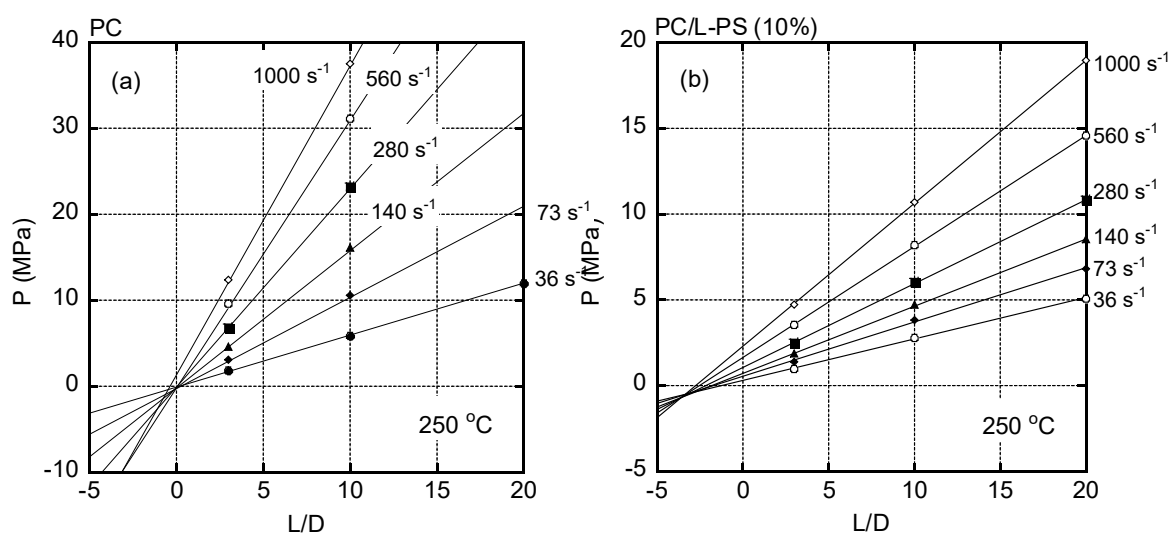 PC
(a)
1000 s⁻¹
560 s⁻¹
280 s⁻¹
140 s⁻¹
73 s⁻¹
36 s⁻¹
250 °C
40
30
20
10
0
-10
P (MPa)
-5 0 5 10 15 20
L/D
PC/L-PS (10%)
(b)
1000 s⁻¹
560 s⁻¹
280 s⁻¹
140 s⁻¹
73 s⁻¹
36 s⁻¹
250 °C
20
15
10
5
0
-5
P (MPa)
-5 0 5 10 15 20
L/D